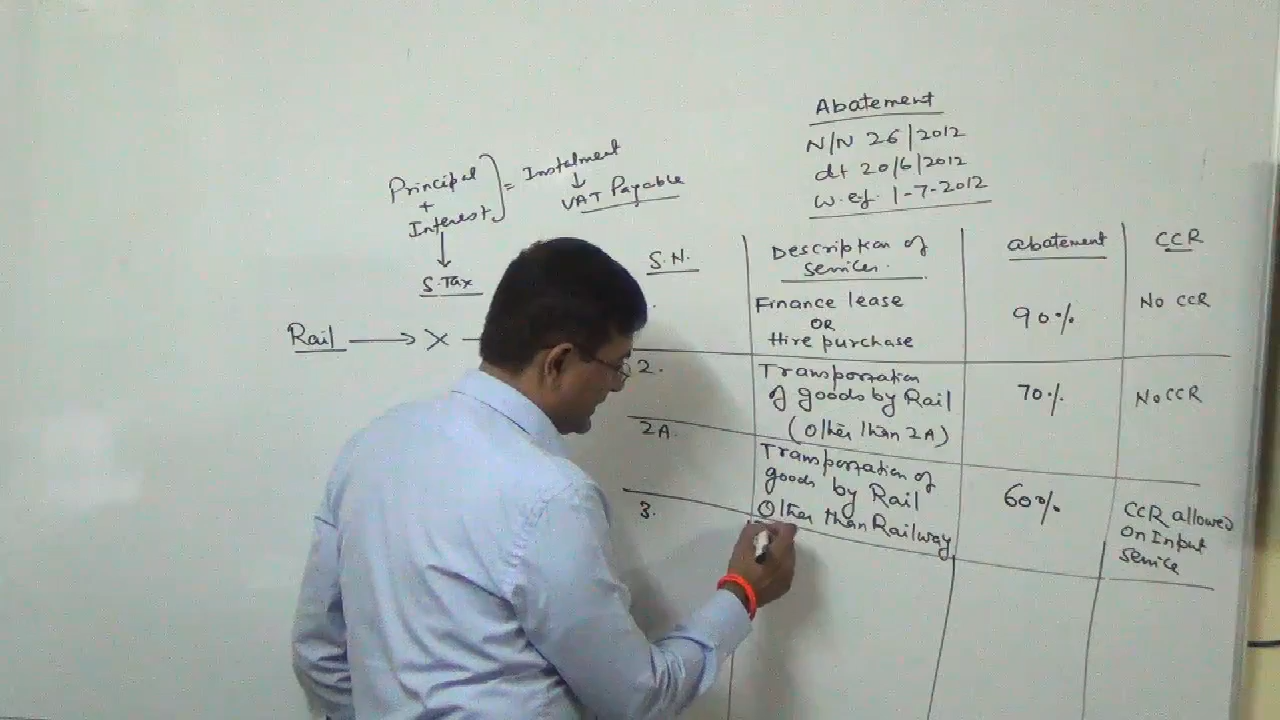 Abatement
N/N 26/2012
dt 20/6/2012
w.e.f. 1-7-2012
Principal
+
Interest
= Instalment
VAT Payable
S.Tax
Rail → X
S.N.
Description of
services.
abatement
CCR
Finance lease
OR
Hire purchase
90%
No CCR
2.
Transportation
of goods by Rail
(Other than 2A)
70%
No CCR
2A.
Transportation of
goods by Rail
Other than Railway
60%
CCR allowed
on Input
service
3.